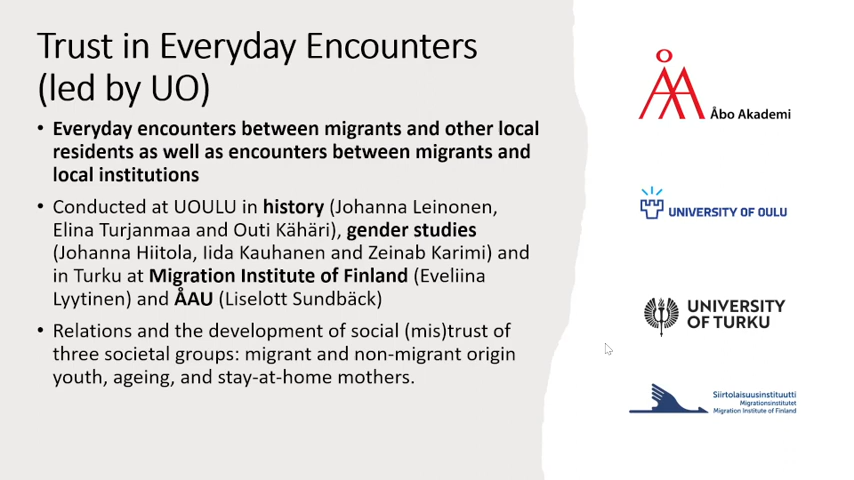 Trust in Everyday Encounters
(led by UO)
• Everyday encounters between migrants and other local
residents as well as encounters between migrants and
local institutions
• Conducted at UOULU in history (Johanna Leinonen,
Elina Turjanmaa and Outi Kähäri), gender studies
(Johanna Hiitola, Iida Kauhanen and Zeinab Karimi) and
in Turku at Migration Institute of Finland (Eveliina
Lyytinen) and ÅAU (Liselott Sundbäck)
• Relations and the development of social (mis)trust of
three societal groups: migrant and non-migrant origin
youth, ageing, and stay-at-home mothers.
Åbo Akademi
UNIVERSITY OF OULU
UNIVERSITY
OF TURKU
Siirtolaisuusinstituutti
Migrationsinstitutet
Migration Institute of Finland